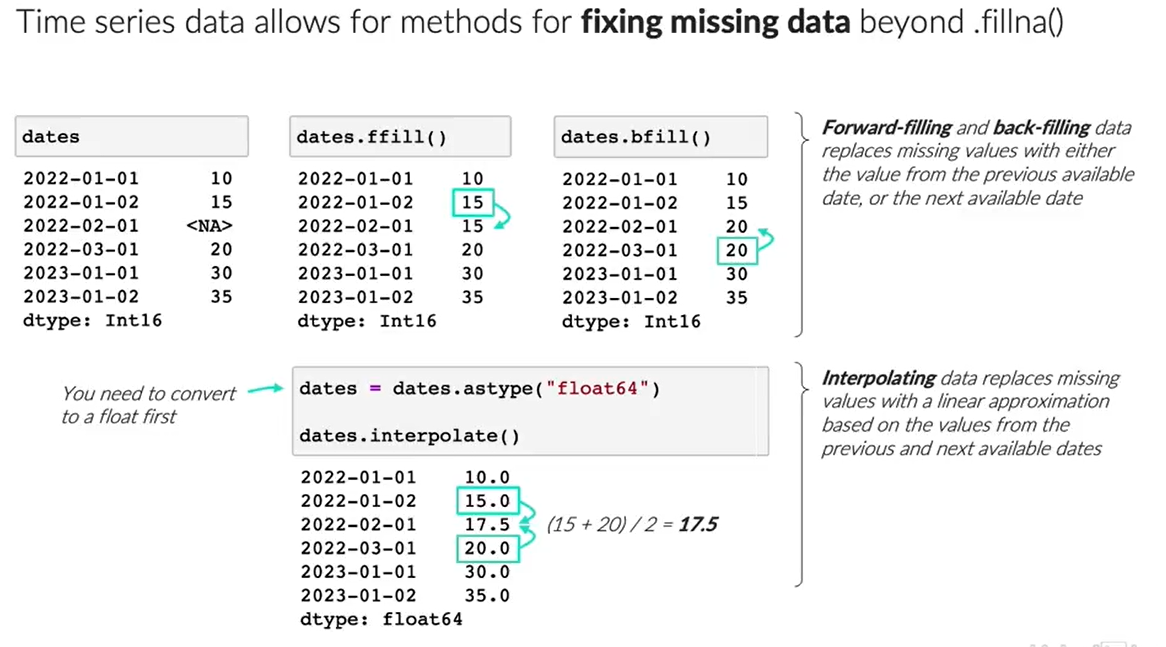 Time series data allows for methods for fixing missing data beyond .fillna()
dates
2022-01-01 10
2022-01-02 15
2022-02-01 <NA>
2022-03-01 20
2023-01-01 30
2023-01-02 35
dtype: Int16
dates.ffill()
2022-01-01 10
2022-01-02 15
2022-02-01 15
2022-03-01 20
2023-01-01 30
2023-01-02 35
dtype: Int16
dates.bfill()
2022-01-01 10
2022-01-02 15
2022-02-01 20
2022-03-01 20
2023-01-01 30
2023-01-02 35
dtype: Int16
Forward-filling and back-filling data
replaces missing values with either
the value from the previous available
date, or the next available date
You need to convert
to a float first
dates = dates.astype("float64")
dates.interpolate()
2022-01-01 10.0
2022-01-02 15.0
2022-02-01 17.5
2022-03-01 20.0
2023-01-01 30.0
2023-01-02 35.0
dtype: float64
(15 + 20) / 2 = 17.5
Interpolating data replaces missing
values with a linear approximation
based on the values from the
previous and next available dates